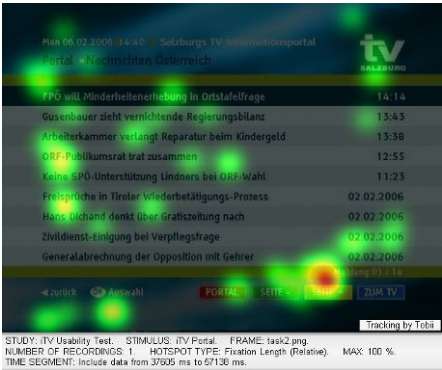 Mon 06.02.2006 14:40 Salzburgs TV-Informationsportal
Portal Nachrichten Österreich
tv
SALZBURG
FPÖ will Minderheitenerhebung in Ortstafelfrage 14:14
Gusenbauer zieht vernichtende Regierungsbilanz 13:43
Arbeiterkammer verlangt Reparatur beim Kindergeld 13:38
ORF-Publikumsrat trat zusammen 12:55
Keine SPÖ-Unterstützung Lindners bei ORF-Wahl 11:23
Freisprüche in Tiroler Wiederbetätigungs-Prozess 02.02.2006
Hans Dichand denkt über Gratiszeitung nach 02.02.2006
Zivildienst-Einigung bei Verpflegsfrage 02.02.2006
Generalabrechnung der Opposition mit Gehrer 02.02.2006
Meldung 01 / 14
zurück OK Auswahl PORTAL SEITE - ZUM TV
Tracking by Tobii
STUDY: iTV Usability Test. STIMULUS: iTV Portal. FRAME: task2.png.
NUMBER OF RECORDINGS: 1. HOTSPOT TYPE: Fixation Length (Relative). MAX: 100 %.
TIME SEGMENT: Include data from 37605 ms to 57138 ms.